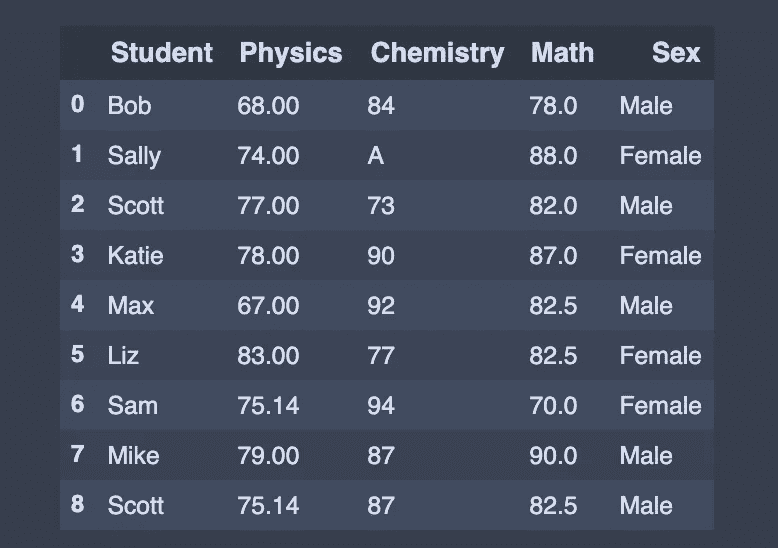 Student Physics Chemistry Math Sex
0 Bob 68.00 84 78.0 Male
1 Sally 74.00 A 88.0 Female
2 Scott 77.00 73 82.0 Male
3 Katie 78.00 90 87.0 Female
4 Max 67.00 92 82.5 Male
5 Liz 83.00 77 82.5 Female
6 Sam 75.14 94 70.0 Female
7 Mike 79.00 87 90.0 Male
8 Scott 75.14 87 82.5 Male